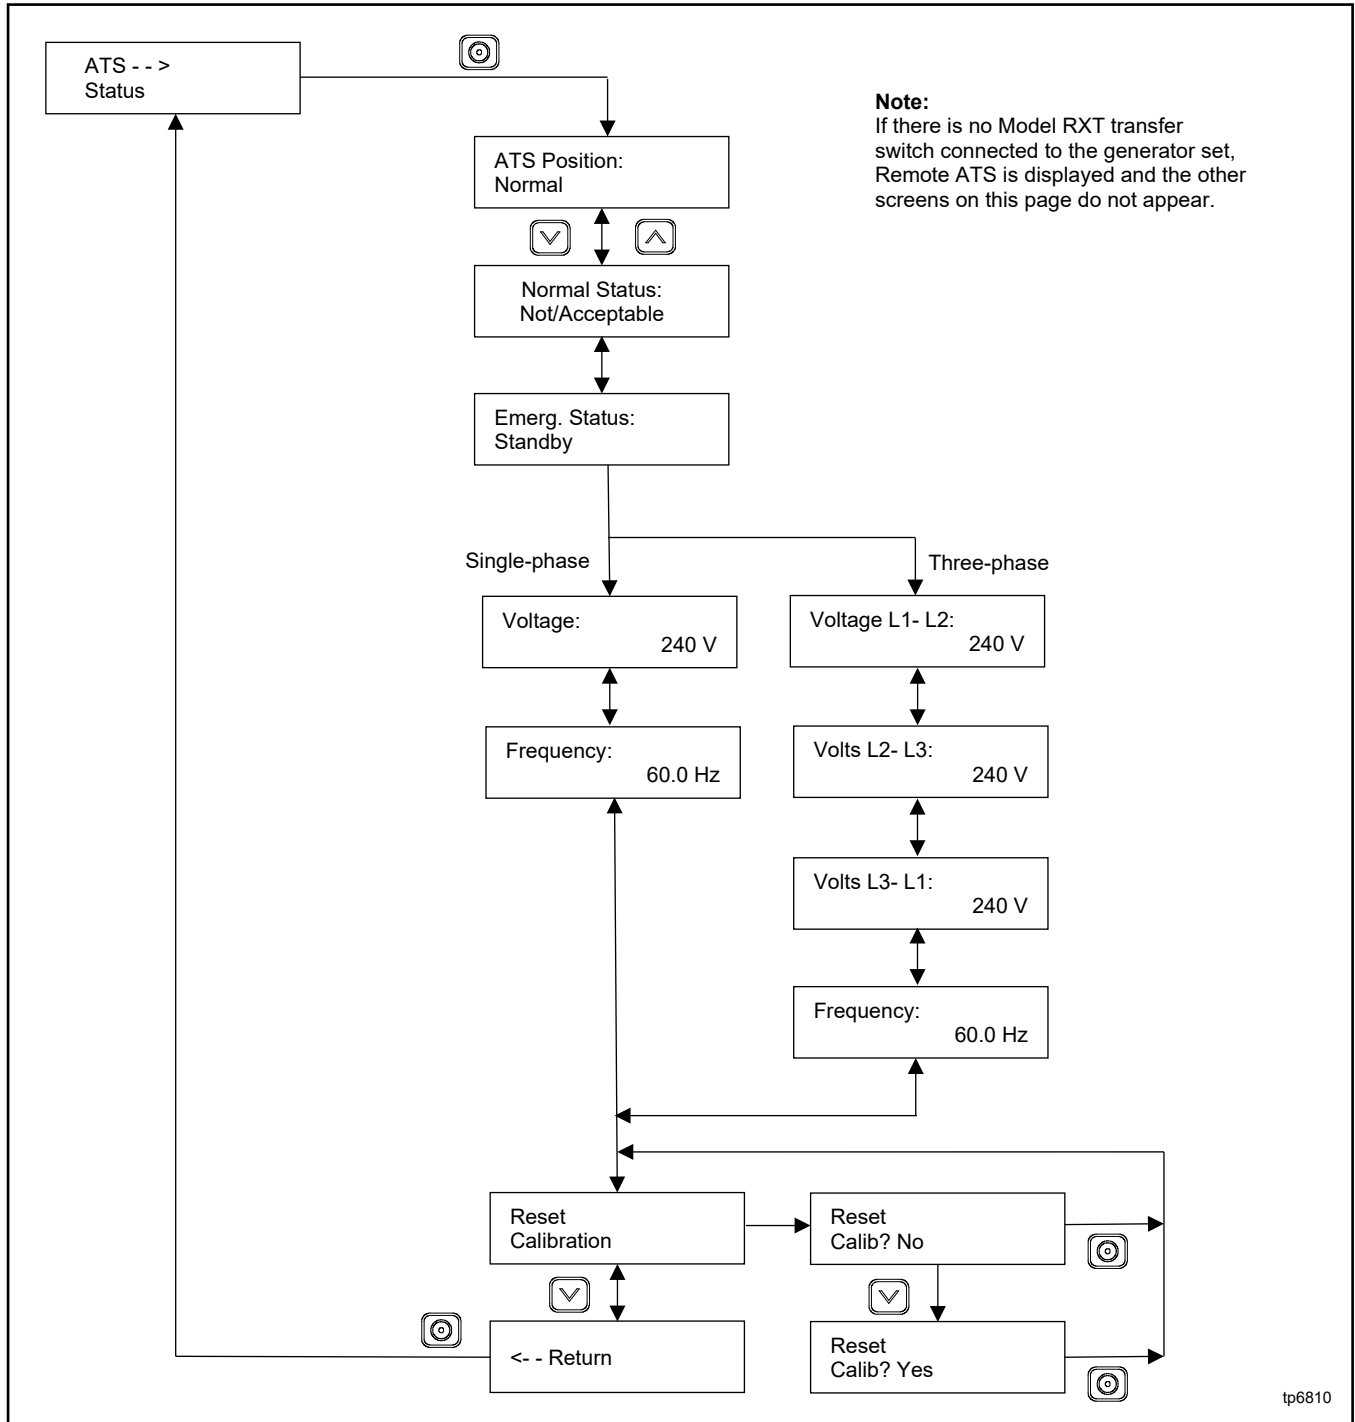 ATS - - >
Status
Note:
If there is no Model RXT transfer
switch connected to the generator set,
Remote ATS is displayed and the other
screens on this page do not appear.
ATS Position:
Normal
Normal Status:
Not/Acceptable
Emerg. Status:
Standby
Single-phase
Three-phase
Voltage:
240 V
Voltage L1- L2:
240 V
Frequency:
60.0 Hz
Volts L2- L3:
240 V
Volts L3- L1:
240 V
Frequency:
60.0 Hz
Reset
Calibration
Reset
Calib? No
<- - Return
Reset
Calib? Yes
tp6810